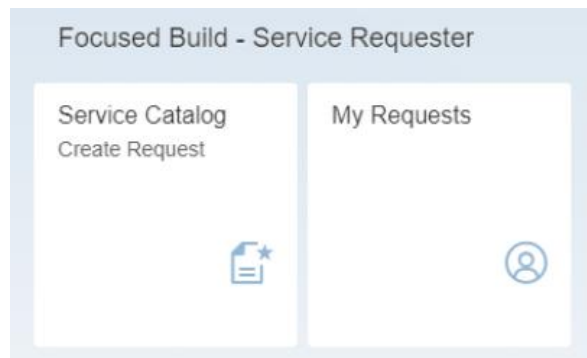 Focused Build - Service Requester
Service Catalog
Create Request
My Requests